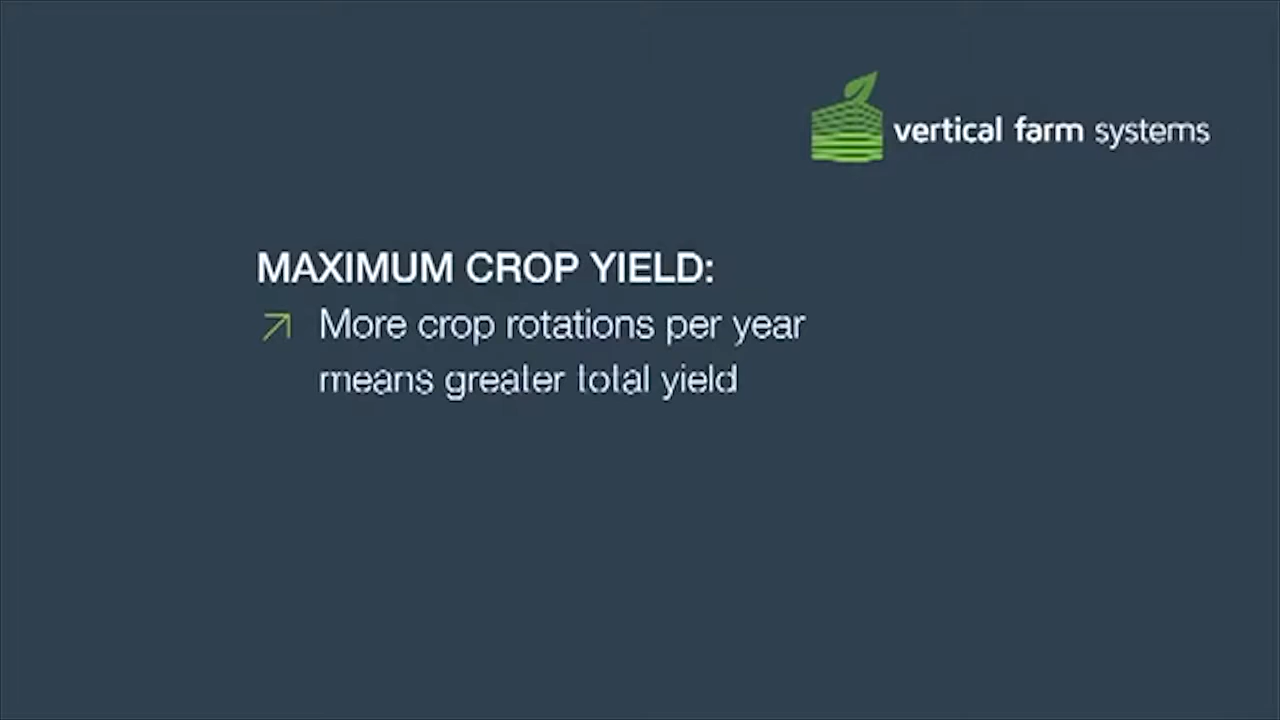 vertical farm systems
MAXIMUM CROP YIELD:
More crop rotations per year
means greater total yield